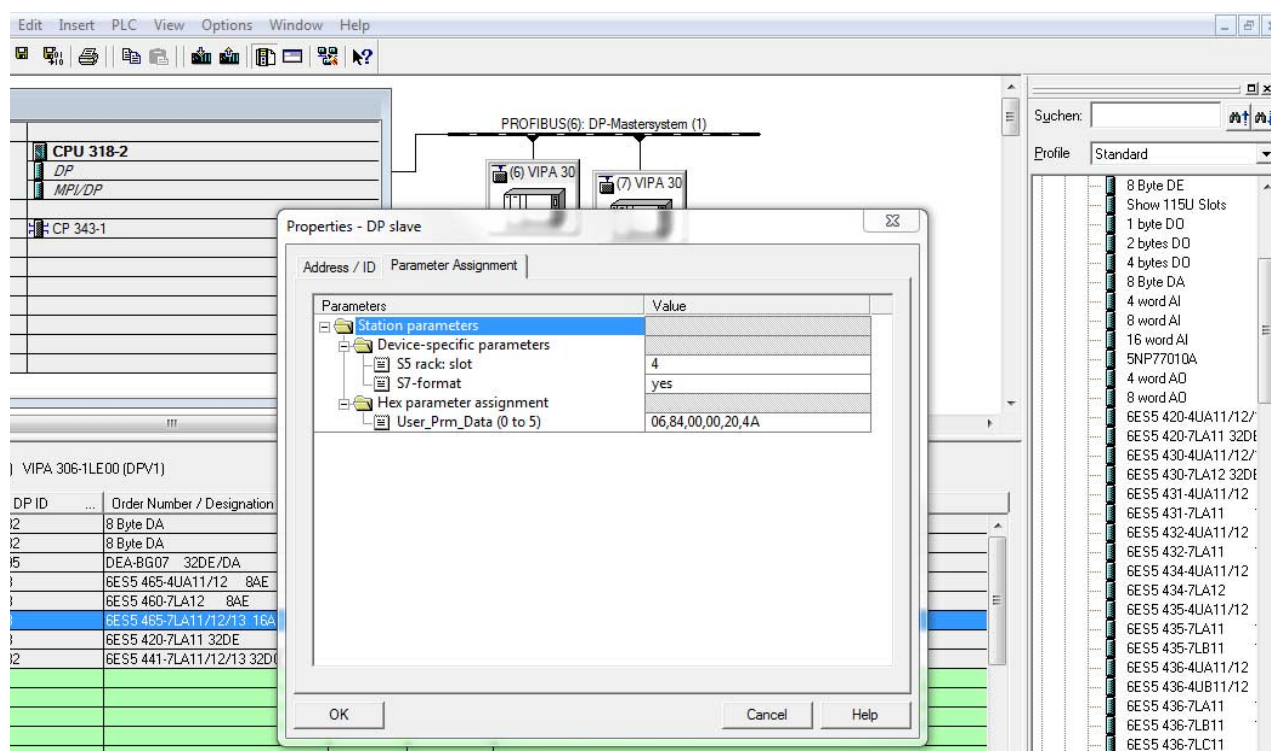 Edit Insert PLC View Options Window Help
PROFIBUS(6): DP-Mastersystem (1)
CPU 318-2
DP
MPI/DP
CP 343-1
(6) VIPA 30
(7) VIPA 30
Properties - DP slave
Address / ID Parameter Assignment
Parameters Value
Station parameters
Device-specific parameters
S5 rack: slot 4
S7-format yes
Hex parameter assignment
User_Prm_Data (0 to 5) 06,84,00,00,20,4A
OK Cancel Help
) VIPA 306-1LE00 (DPV1)
DP ID ... Order Number / Designation
32 8 Byte DA
32 8 Byte DA
95 DEA-BG07 32DE/DA
6ES5 465-4UA11/12 8AE
6ES5 460-7LA12 8AE
6ES5 465-7LA11/12/13 16A
6ES5 420-7LA11 32DE
32 6ES5 441-7LA11/12/13 32D
Suchen:
Profile Standard
8 Byte DE
Show 115U Slots
1 byte DO
2 bytes DO
4 bytes DO
8 Byte DA
4 word AI
8 word AI
16 word AI
5NP77010A
4 word AO
8 word AO
6ES5 420-4UA11/12/
6ES5 420-7LA11 32DE
6ES5 430-4UA11/12/
6ES5 430-7LA12 32DE
6ES5 431-4UA11/12
6ES5 431-7LA11
6ES5 432-4UA11/12
6ES5 432-7LA11
6ES5 434-4UA11/12
6ES5 434-7LA12
6ES5 435-4UA11/12
6ES5 435-7LA11
6ES5 435-7LB11
6ES5 436-4UA11/12
6ES5 436-4UB11/12
6ES5 436-7LA11
6ES5 436-7LB11
6ES5 436-7LC11